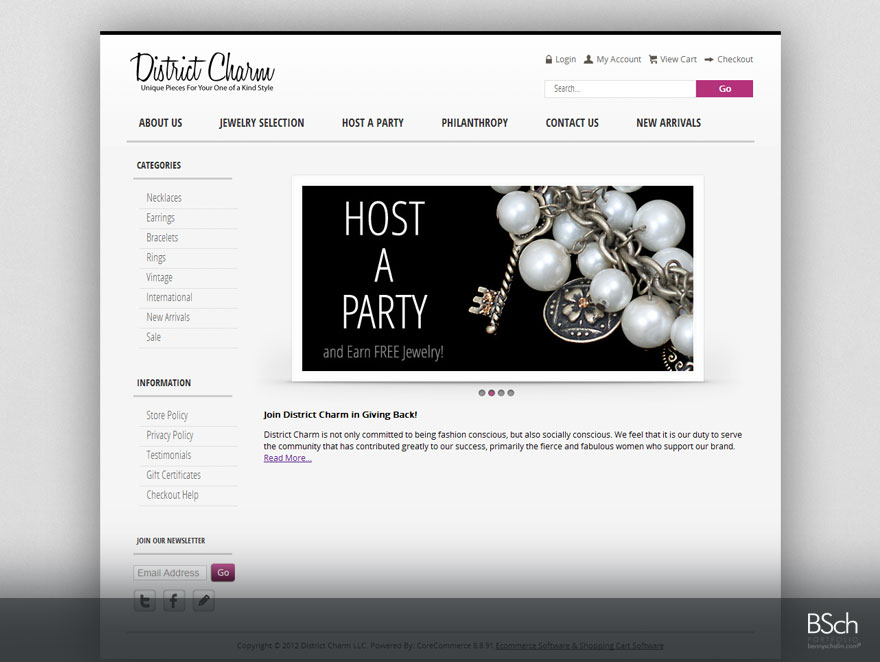 District Charm
Unique Pieces For Your One of a Kind Style
Login My Account View Cart Checkout
Search... Go
ABOUT US JEWELRY SELECTION HOST A PARTY PHILANTHROPY CONTACT US NEW ARRIVALS
CATEGORIES
Necklaces
Earrings
Bracelets
Rings
Vintage
International
New Arrivals
Sale
INFORMATION
Store Policy
Privacy Policy
Testimonials
Gift Certificates
Checkout Help
JOIN OUR NEWSLETTER
Email Address Go
HOST
A
PARTY
and Earn FREE Jewelry!
Join District Charm in Giving Back!
District Charm is not only committed to being fashion conscious, but also socially conscious. We feel that it is our duty to serve
the community that has contributed greatly to our success, primarily the fierce and fabulous women who support our brand.
Read More...
Copyright © 2012 District Charm LLC. Powered By: CoreCommerce 8.8.91 Ecommerce Software & Shopping Cart Software
BSch
PORTFOLIO